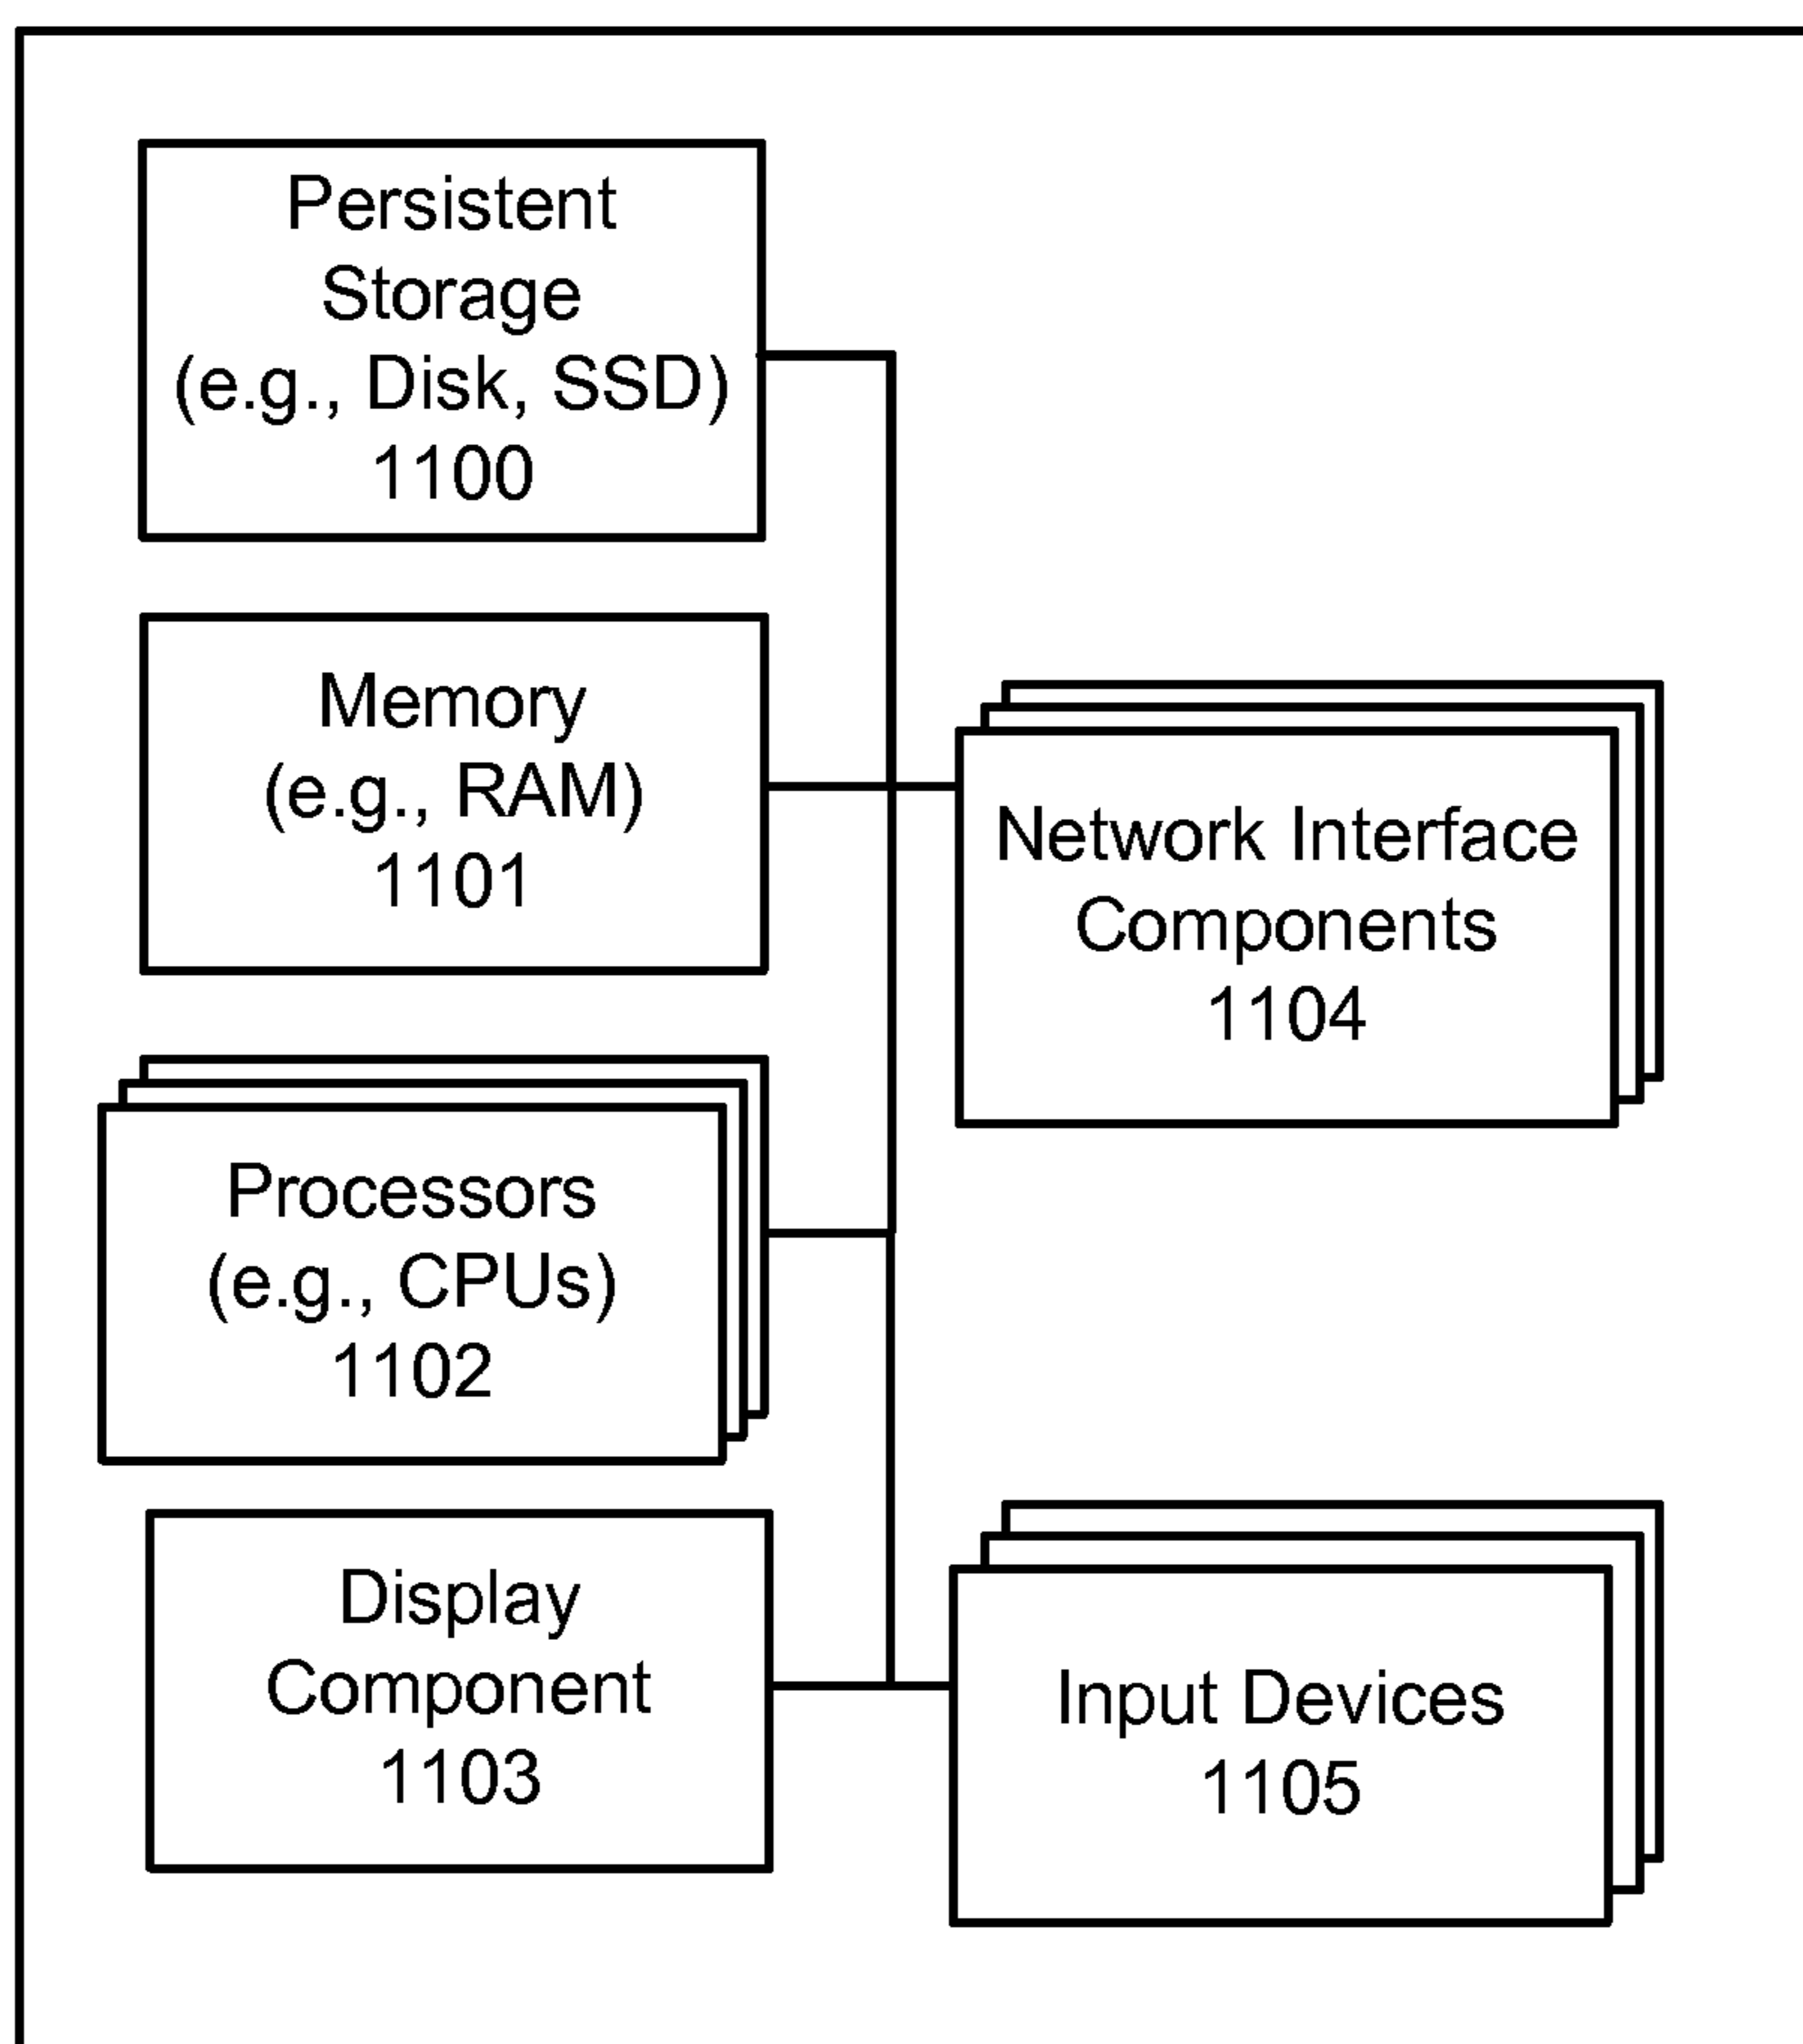 Persistent
Storage
(e.g., Disk, SSD)
1100
Memory
(e.g., RAM)
1101
Processors
(e.g., CPUs)
1102
Display
Component
1103
Network Interface
Components
1104
Input Devices
1105